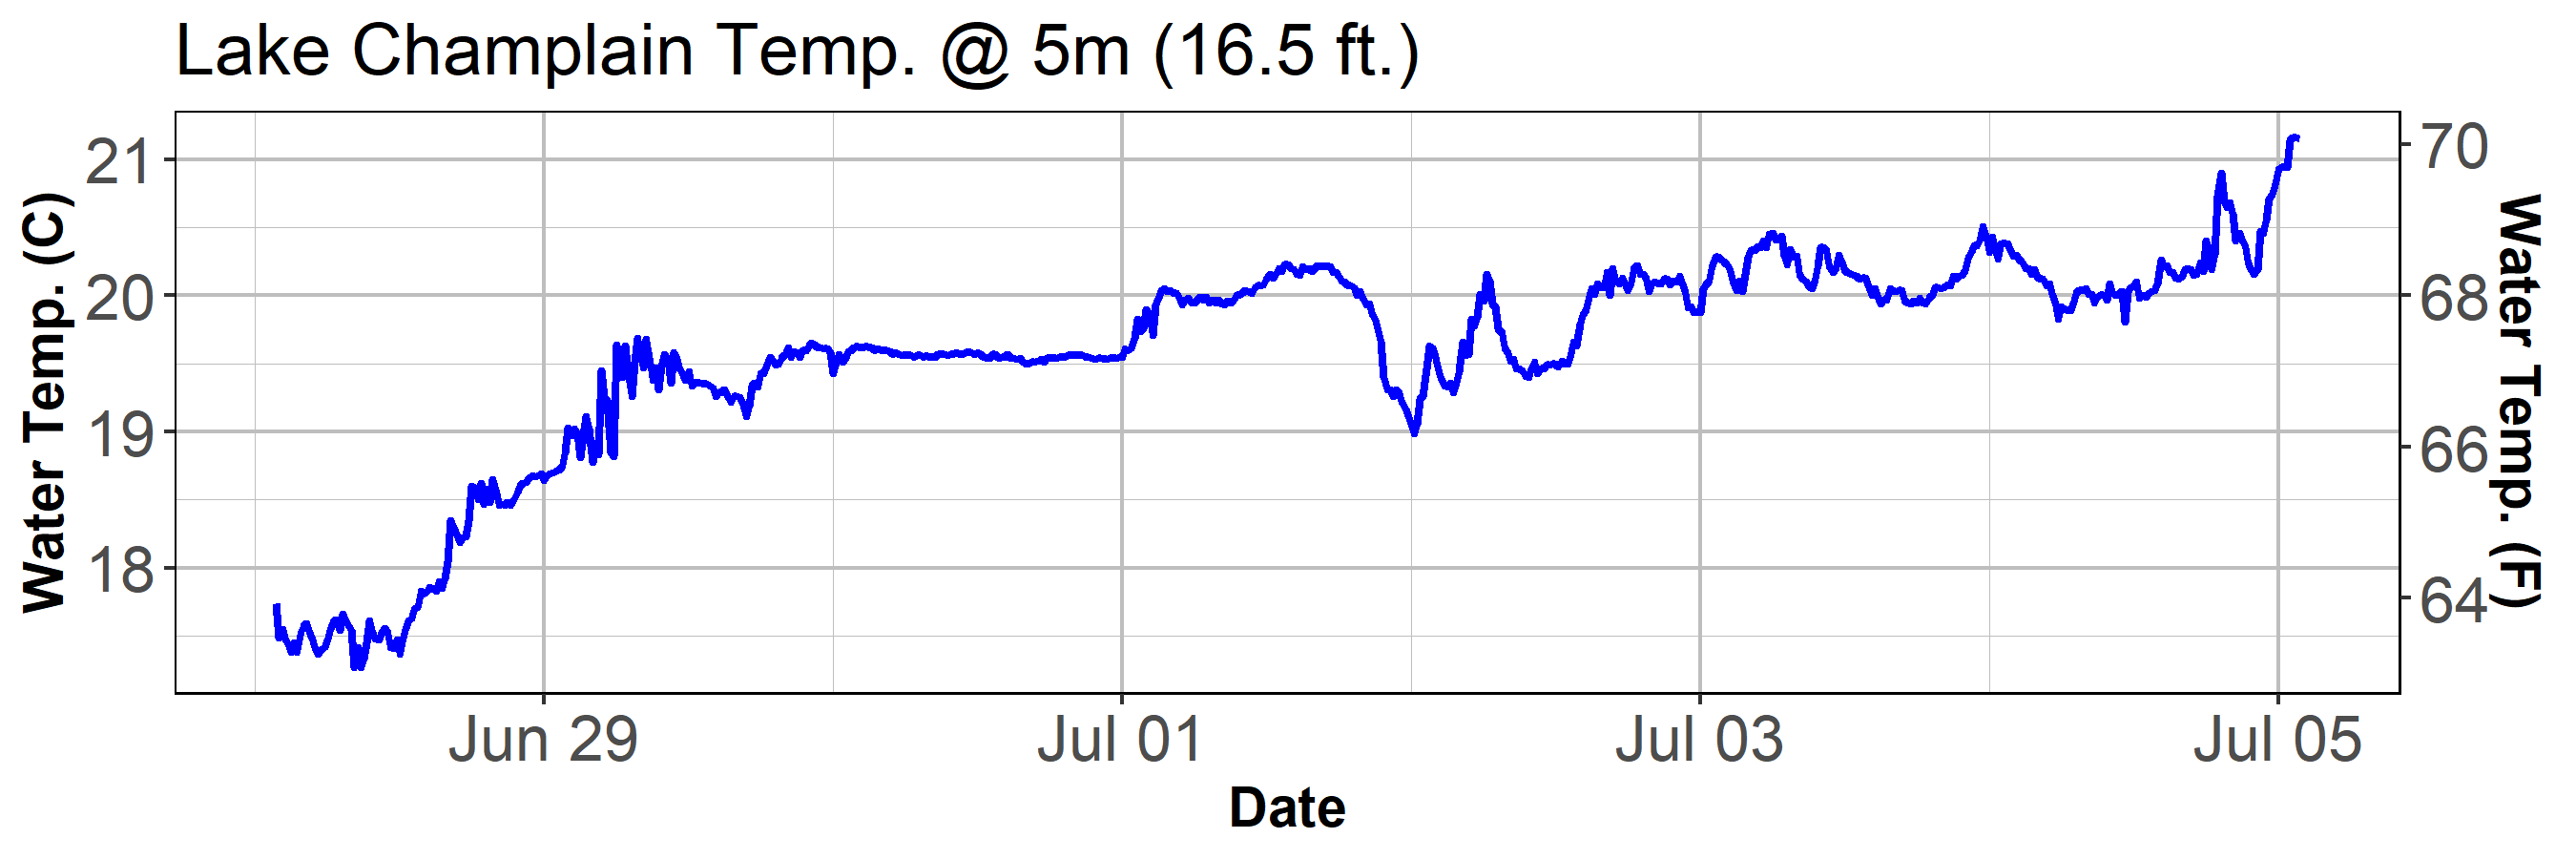 Lake Champlain Temp. @ 5m (16.5 ft.)
Water Temp. (C)
21
20
19
18
70
68
66
64
Water Temp. (F)
Jun 29 Jul 01 Jul 03 Jul 05
Date